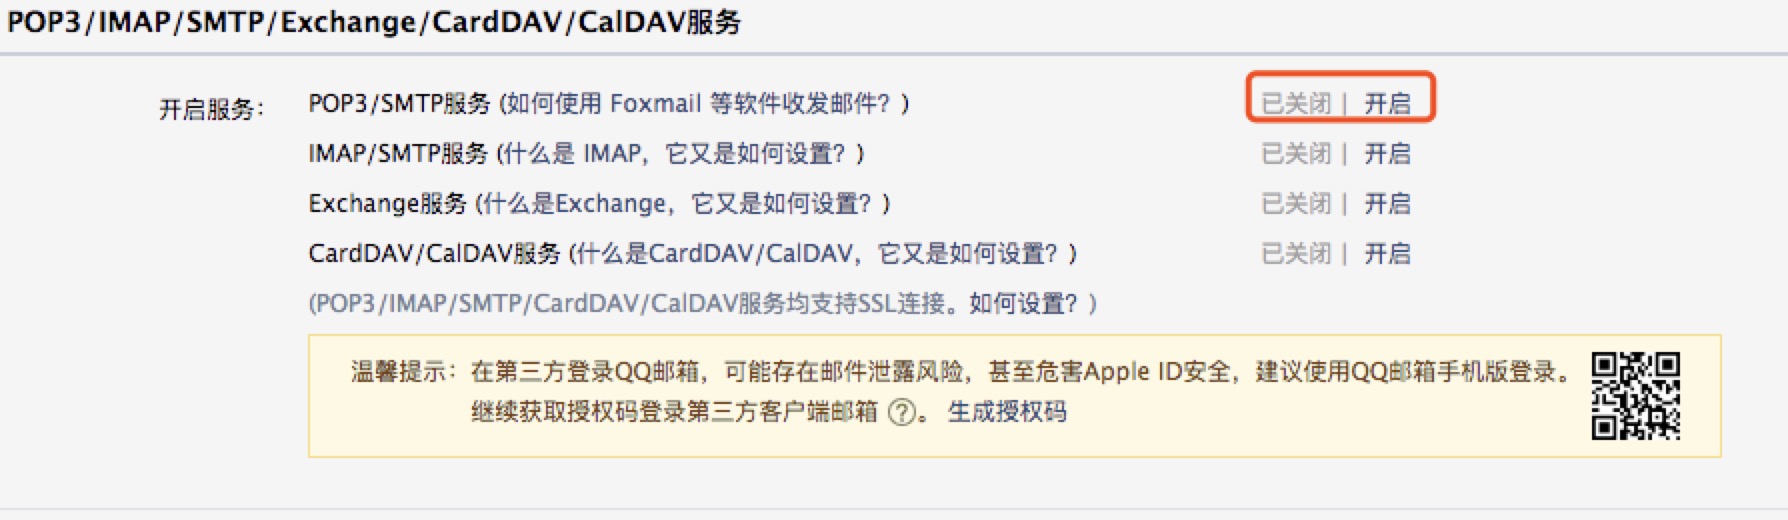 POP3/IMAP/SMTP/Exchange/CardDAV/CalDAV服务
开启服务： POP3/SMTP服务 (如何使用 Foxmail 等软件收发邮件？) 已关闭 | 开启
IMAP/SMTP服务 (什么是 IMAP，它又是如何设置？) 已关闭 | 开启
Exchange服务 (什么是Exchange，它又是如何设置？) 已关闭 | 开启
CardDAV/CalDAV服务 (什么是CardDAV/CalDAV，它又是如何设置？) 已关闭 | 开启
(POP3/IMAP/SMTP/CardDAV/CalDAV服务均支持SSL连接。如何设置？)
温馨提示：在第三方登录QQ邮箱，可能存在邮件泄露风险，甚至危害Apple ID安全，建议使用QQ邮箱手机版登录。
继续获取授权码登录第三方客户端邮箱 ?。 生成授权码